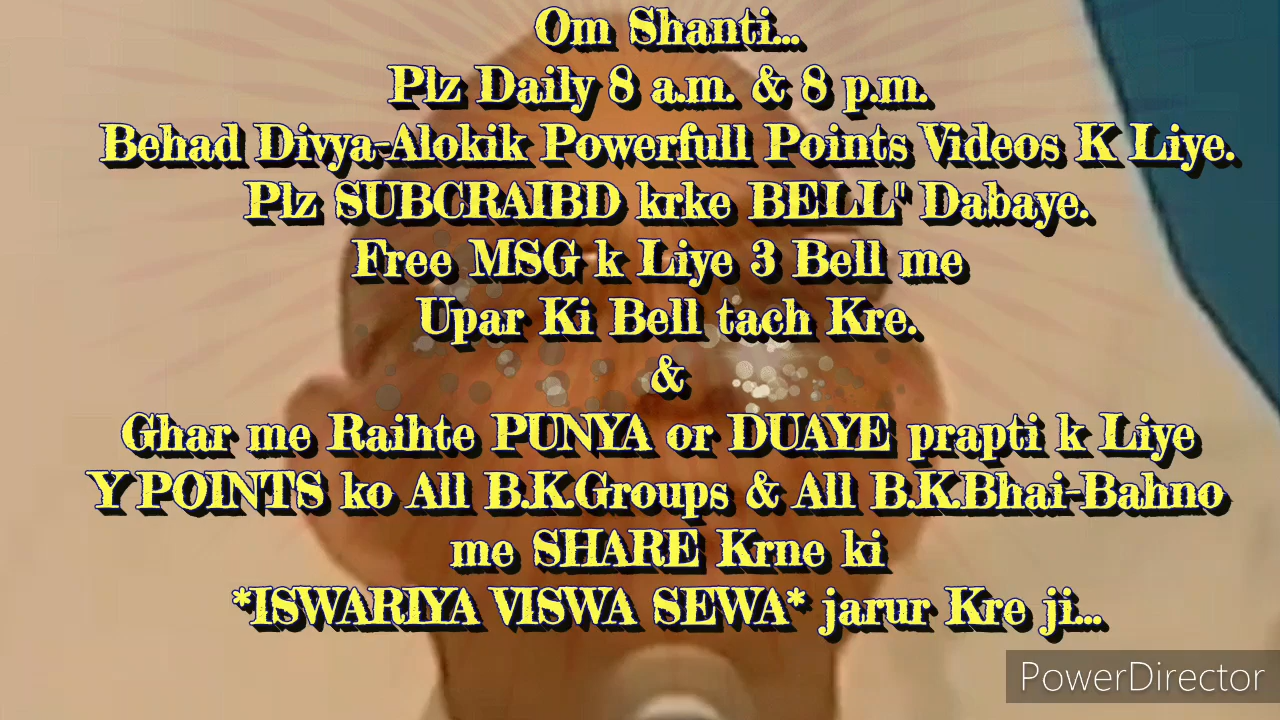 Om Shanti...
Plz Daily 8 a.m. & 8 p.m.
Behad Divya-Alokik Powerfull Points Videos K Liye.
Plz SUBCRAIBD krke BELL" Dabaye.
Free MSG k Liye 3 Bell me
Upar Ki Bell tach Kre.
&
Ghar me Raihte PUNYA or DUAYE prapti k Liye
Y POINTS ko All B.K.Groups & All B.K.Bhai-Bahno
me SHARE Krne ki
*ISWARIYA VISWA SEWA* jarur Kre ji...
PowerDirector